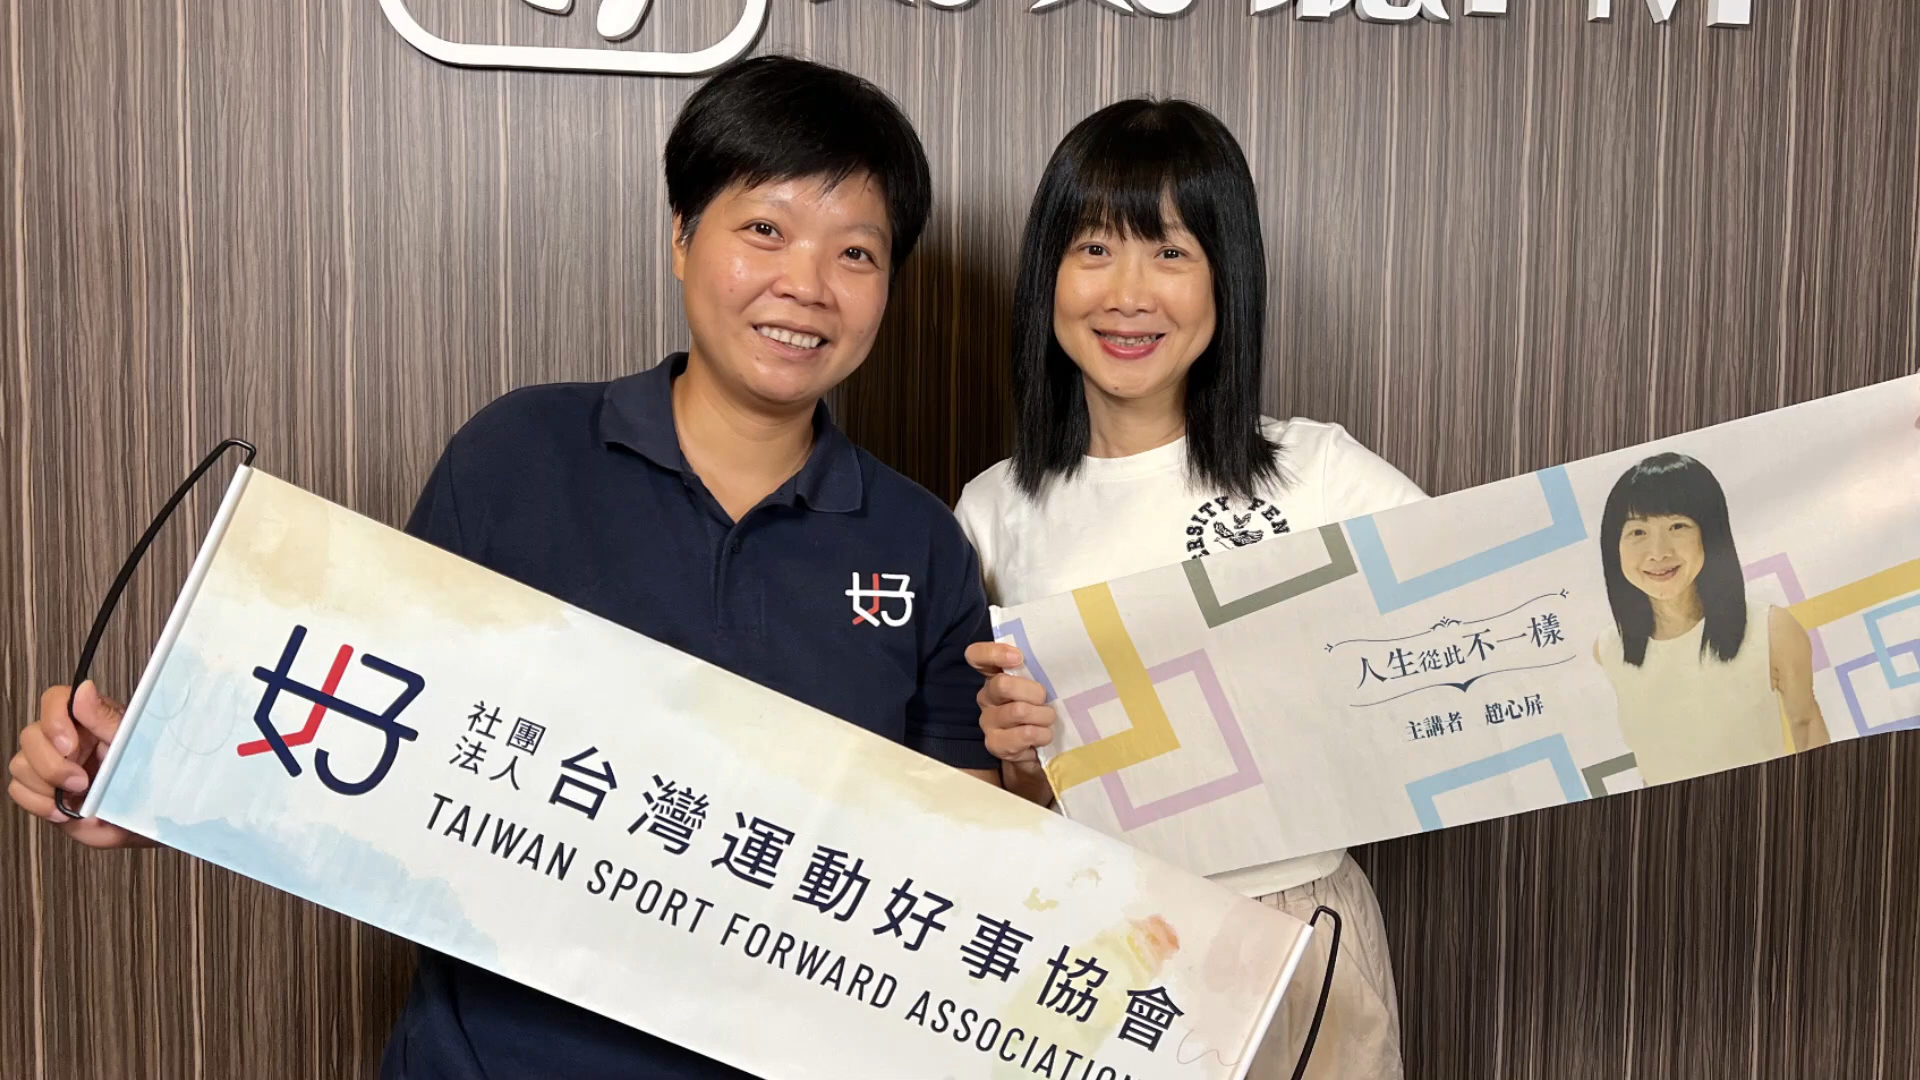 FM
好
好
社團
法人
台灣運動好事協會
TAIWAN SPORT FORWARD ASSOCIATION
人生從此不一樣
主講者 趙心屏